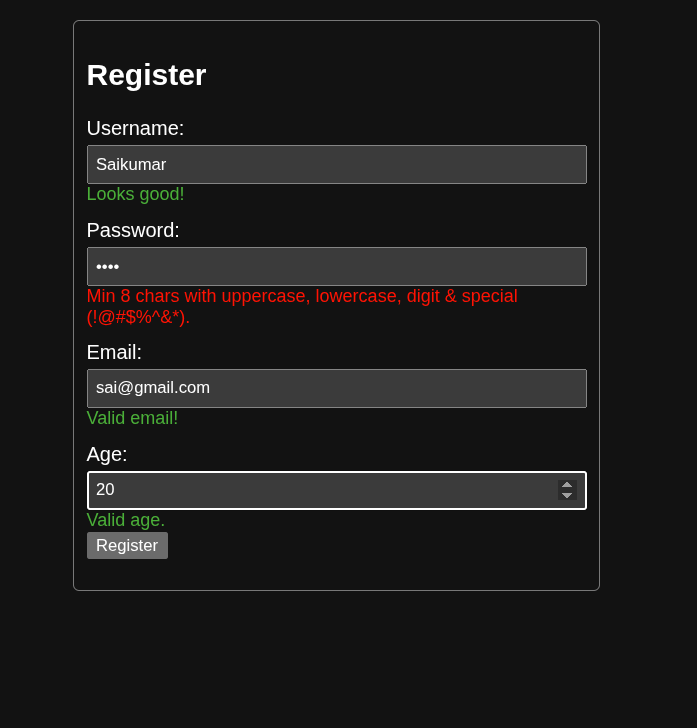 Register
Username:
Saikumar
Looks good!
Password:
••••
Min 8 chars with uppercase, lowercase, digit & special
(!@#$%^&*).
Email:
sai@gmail.com
Valid email!
Age:
20
Valid age.
Register